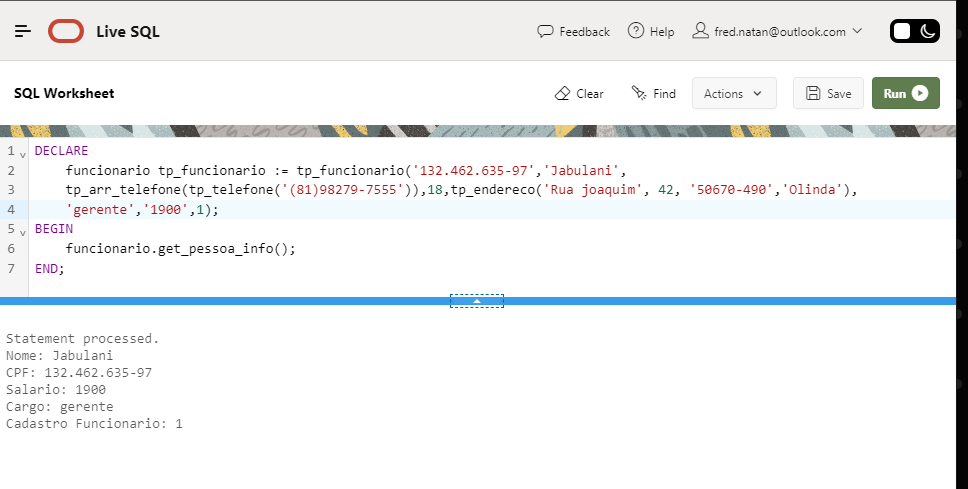 Live SQL Feedback Help fred.natan@outlook.com
SQL Worksheet Clear Find Actions Save Run
1 DECLARE
2     funcionario tp_funcionario := tp_funcionario('132.462.635-97','Jabulani',
3     tp_arr_telefone(tp_telefone('(81)98279-7555')),18,tp_endereco('Rua joaquim', 42, '50670-490','Olinda'),
4     'gerente','1900',1);
5 BEGIN
6     funcionario.get_pessoa_info();
7 END;
Statement processed.
Nome: Jabulani
CPF: 132.462.635-97
Salario: 1900
Cargo: gerente
Cadastro Funcionario: 1